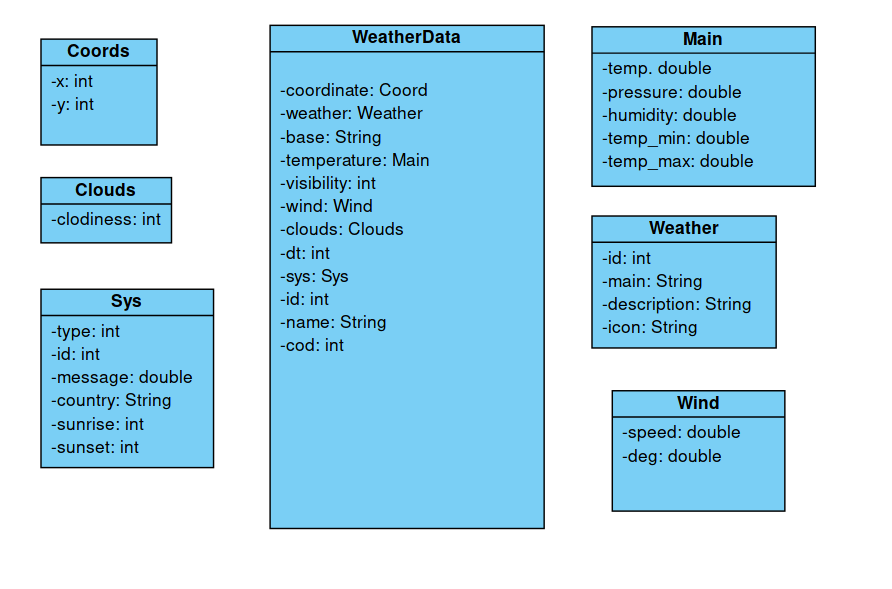 Coords
-x: int
-y: int
Clouds
-clodiness: int
Sys
-type: int
-id: int
-message: double
-country: String
-sunrise: int
-sunset: int
WeatherData
-coordinate: Coord
-weather: Weather
-base: String
-temperature: Main
-visibility: int
-wind: Wind
-clouds: Clouds
-dt: int
-sys: Sys
-id: int
-name: String
-cod: int
Main
-temp. double
-pressure: double
-humidity: double
-temp_min: double
-temp_max: double
Weather
-id: int
-main: String
-description: String
-icon: String
Wind
-speed: double
-deg: double